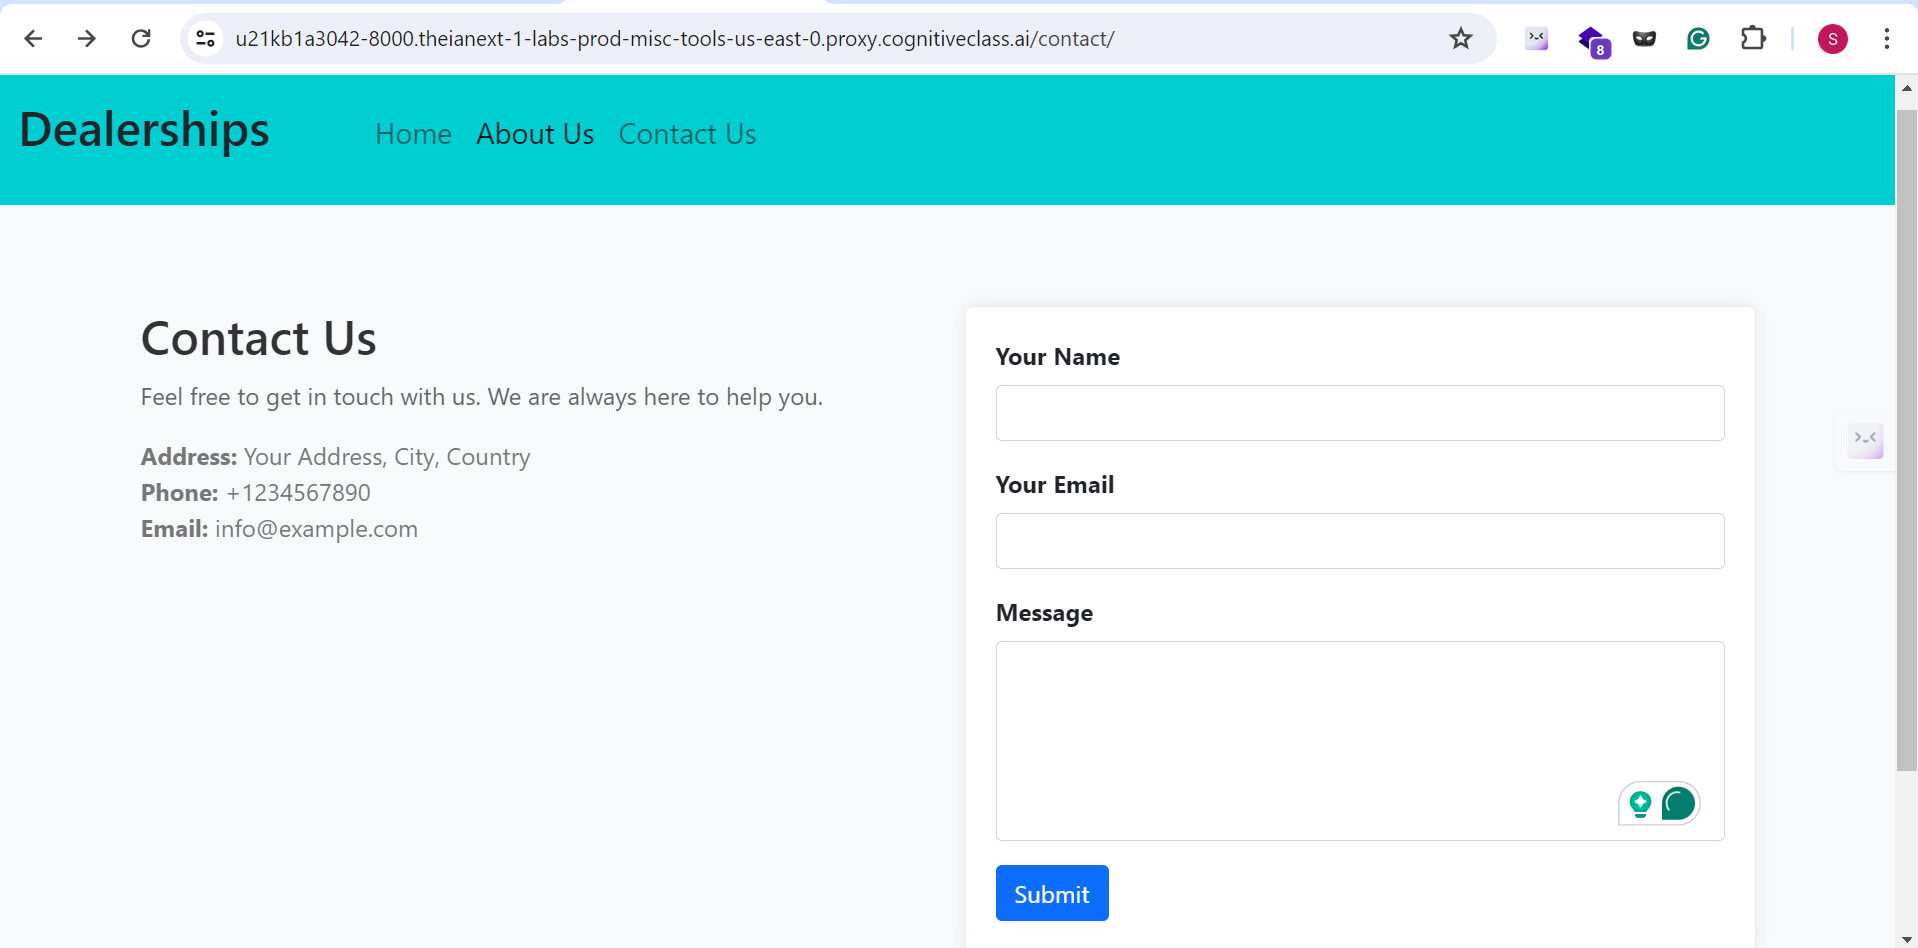 u21kb1a3042-8000.theianext-1-labs-prod-misc-tools-us-east-0.proxy.cognitiveclass.ai/contact/
8
S
Dealerships Home About Us Contact Us
Contact Us
Feel free to get in touch with us. We are always here to help you.
Address: Your Address, City, Country
Phone: +1234567890
Email: info@example.com
Your Name
Your Email
Message
Submit